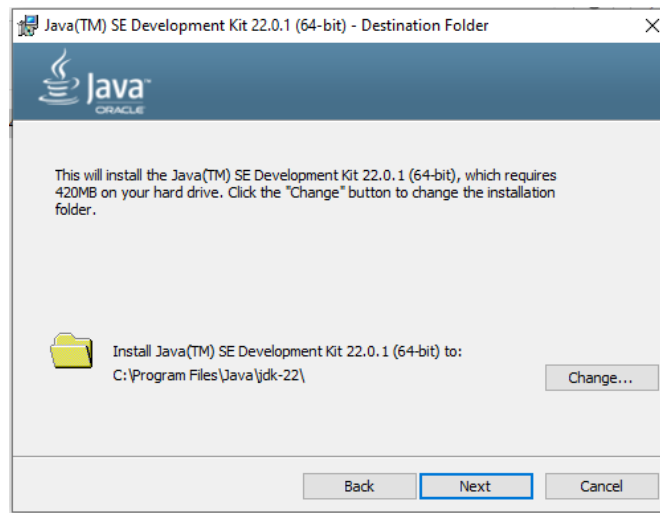 Java(TM) SE Development Kit 22.0.1 (64-bit) - Destination Folder
Java™
ORACLE
This will install the Java(TM) SE Development Kit 22.0.1 (64-bit), which requires
420MB on your hard drive. Click the "Change" button to change the installation
folder.
Install Java(TM) SE Development Kit 22.0.1 (64-bit) to:
C:\Program Files\Java\jdk-22\
Change...
Back Next Cancel